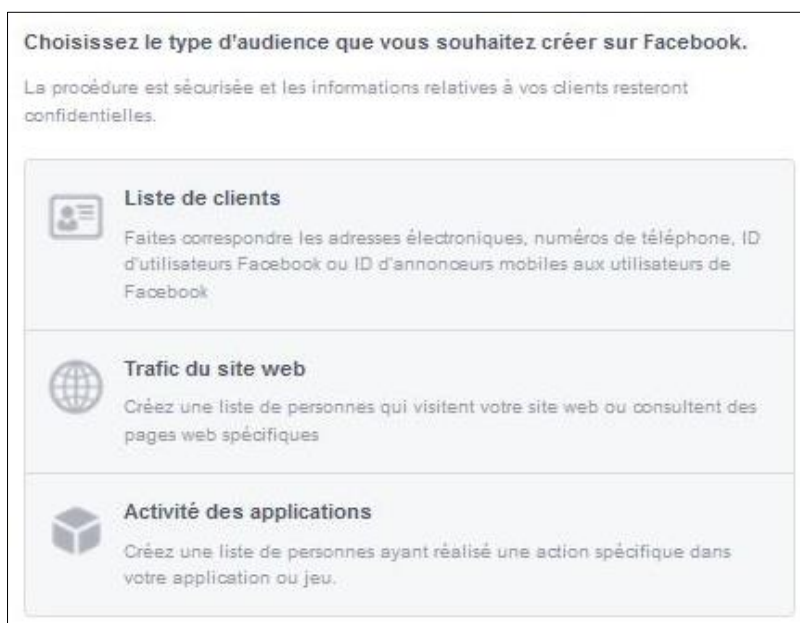 Choisissez le type d'audience que vous souhaitez créer sur Facebook.
La procédure est sécurisée et les informations relatives à vos clients resteront
confidentielles.
Liste de clients
Faites correspondre les adresses électroniques, numéros de téléphone, ID
d'utilisateurs Facebook ou ID d'annonceurs mobiles aux utilisateurs de
Facebook
Trafic du site web
Créez une liste de personnes qui visitent votre site web ou consultent des
pages web spécifiques
Activité des applications
Créez une liste de personnes ayant réalisé une action spécifique dans
votre application ou jeu.